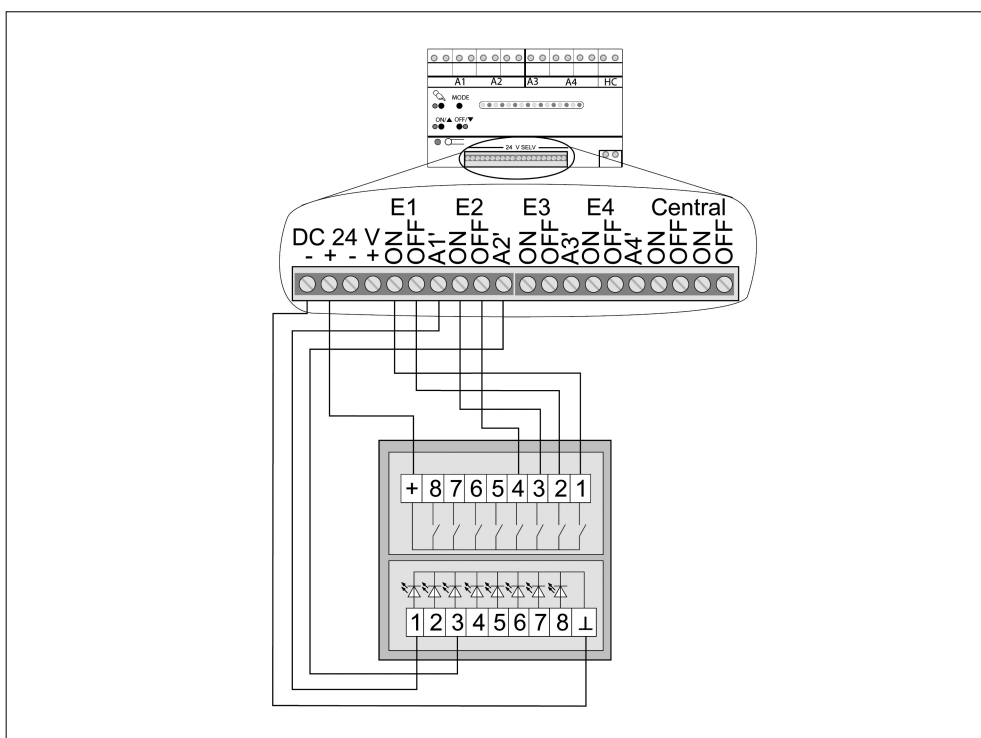 A1 A2 A3 A4 HC
MODE
ON/▲ OFF/▼
24 V SELV
E1 E2 E3 E4 Central
DC 24 V
- + - +
ON OFF A1' ON OFF A2' ON OFF A3' ON OFF A4' ON OFF ON OFF
+ 8 7 6 5 4 3 2 1
1 2 3 4 5 6 7 8 ⊥